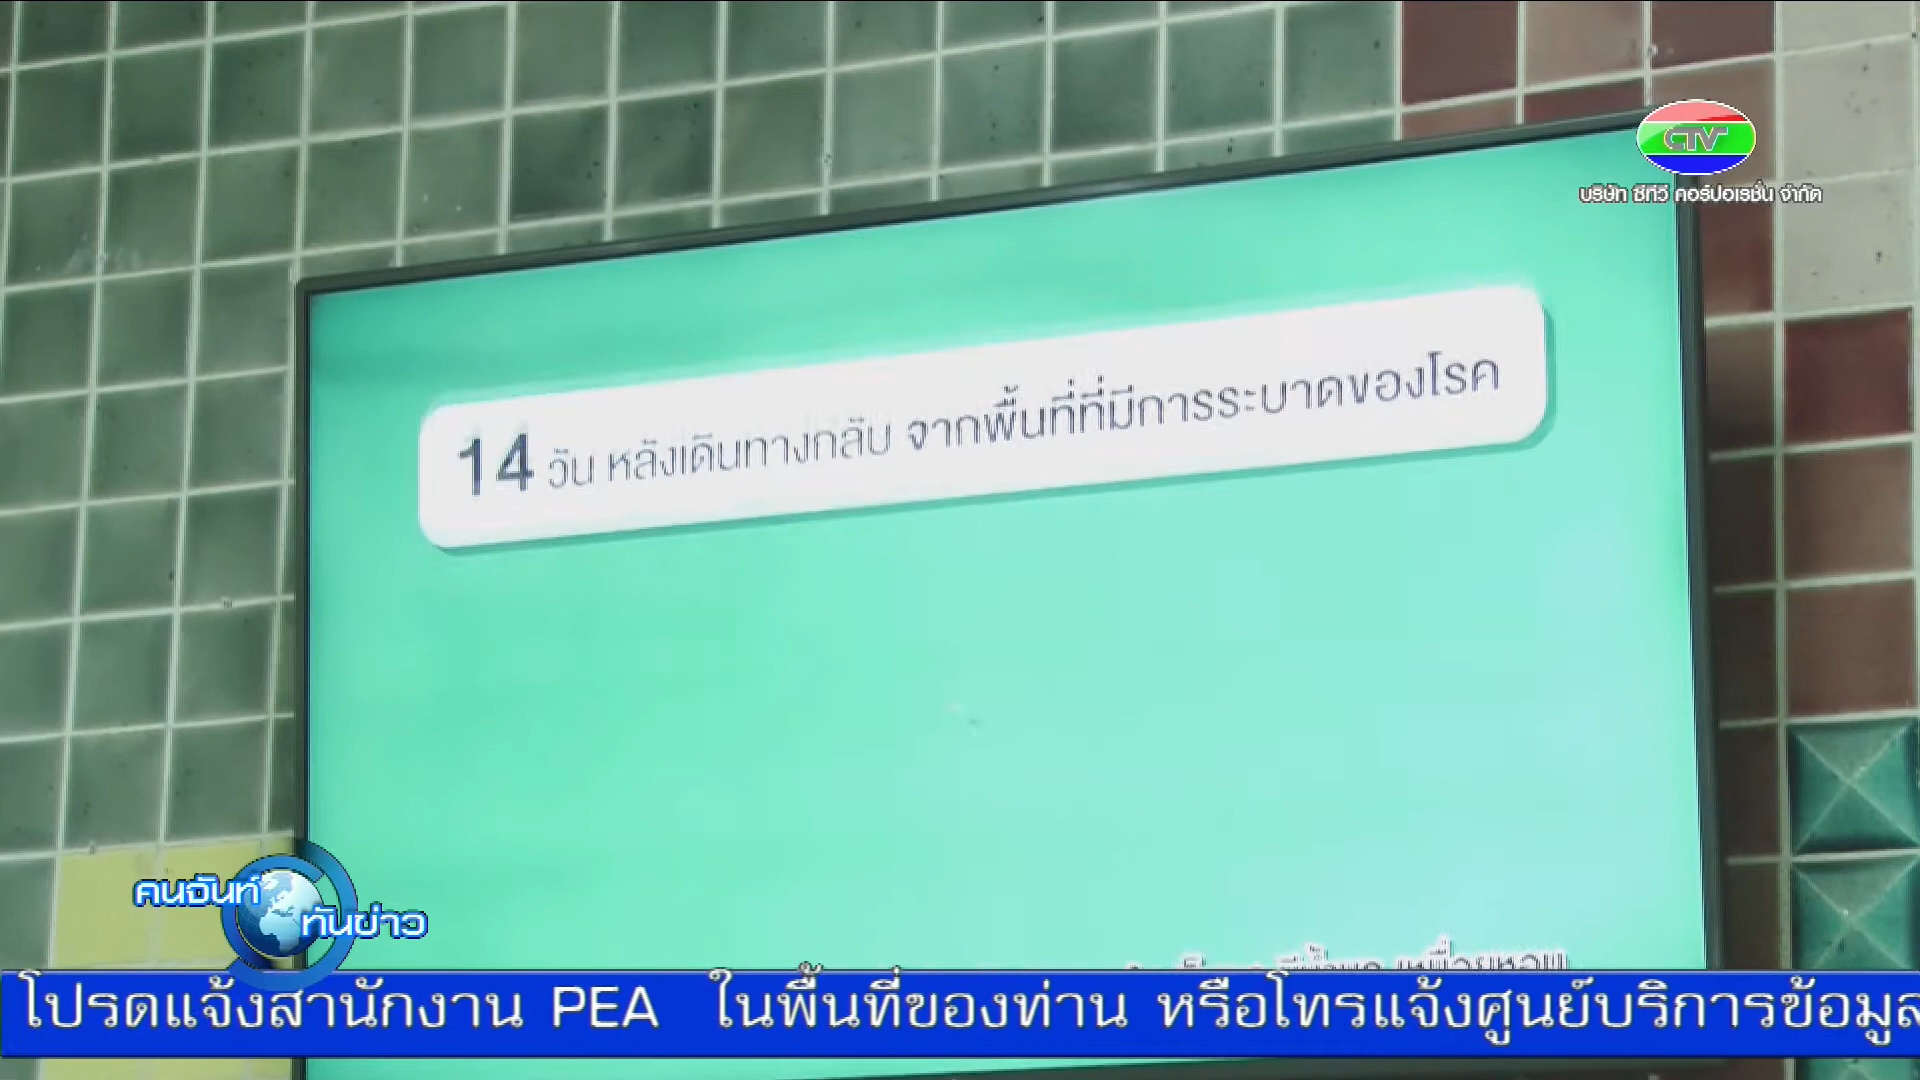 CTV
บริษัท ซีทีวี คอร์ปอเรชั่น จำกัด
14 วัน หลังเดินทางกลับ จากพื้นที่ที่มีการระบาดของโรค
คนจันท์
ทันข่าว
โปรดแจ้งสำนักงาน PEA ในพื้นที่ของท่าน หรือโทรแจ้งศูนย์บริการข้อมูล